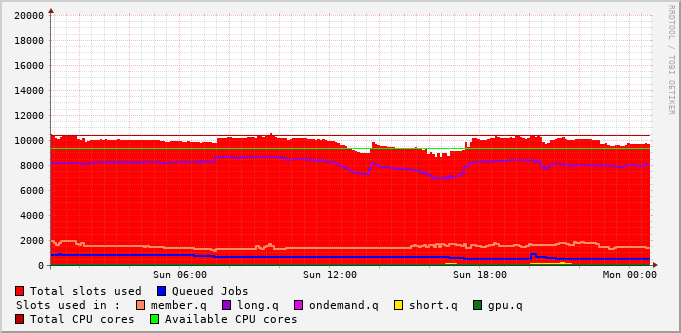 RRDTOOL / TOBI OETIKER
20000
18000
16000
14000
12000
10000
8000
6000
4000
2000
0
Sun 06:00 Sun 12:00 Sun 18:00 Mon 00:00
Total slots used Queued Jobs
Slots used in : member.q long.q ondemand.q short.q gpu.q
Total CPU cores Available CPU cores